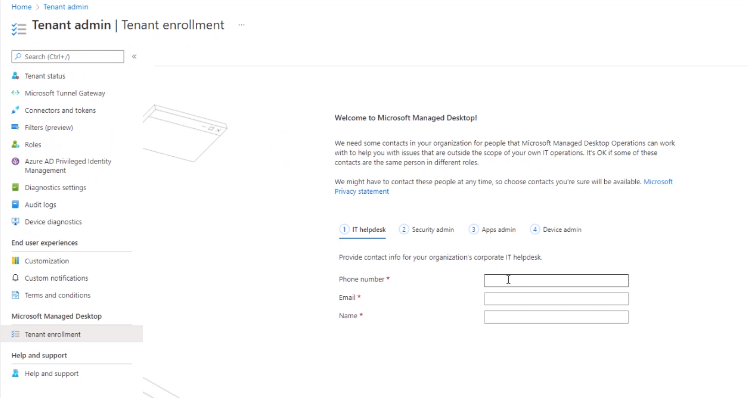 Home > Tenant admin
Tenant admin | Tenant enrollment ...
Search (Ctrl+/) «
Tenant status
Microsoft Tunnel Gateway
Connectors and tokens
Filters (preview)
Roles
Azure AD Privileged Identity
Management
Diagnostics settings
Audit logs
Device diagnostics
End user experiences
Customization
Custom notifications
Terms and conditions
Microsoft Managed Desktop
Tenant enrollment
Help and support
Help and support
Welcome to Microsoft Managed Desktop!
We need some contacts in your organization for people that Microsoft Managed Desktop Operations can work
with to help you with issues that are outside the scope of your own IT operations. It's OK if some of these
contacts are the same person in different roles.
We might have to contact these people at any time, so choose contacts you're sure will be available. Microsoft
Privacy statement
1 IT helpdesk 2 Security admin 3 Apps admin 4 Device admin
Provide contact info for your organization's corporate IT helpdesk.
Phone number *
Email *
Name *